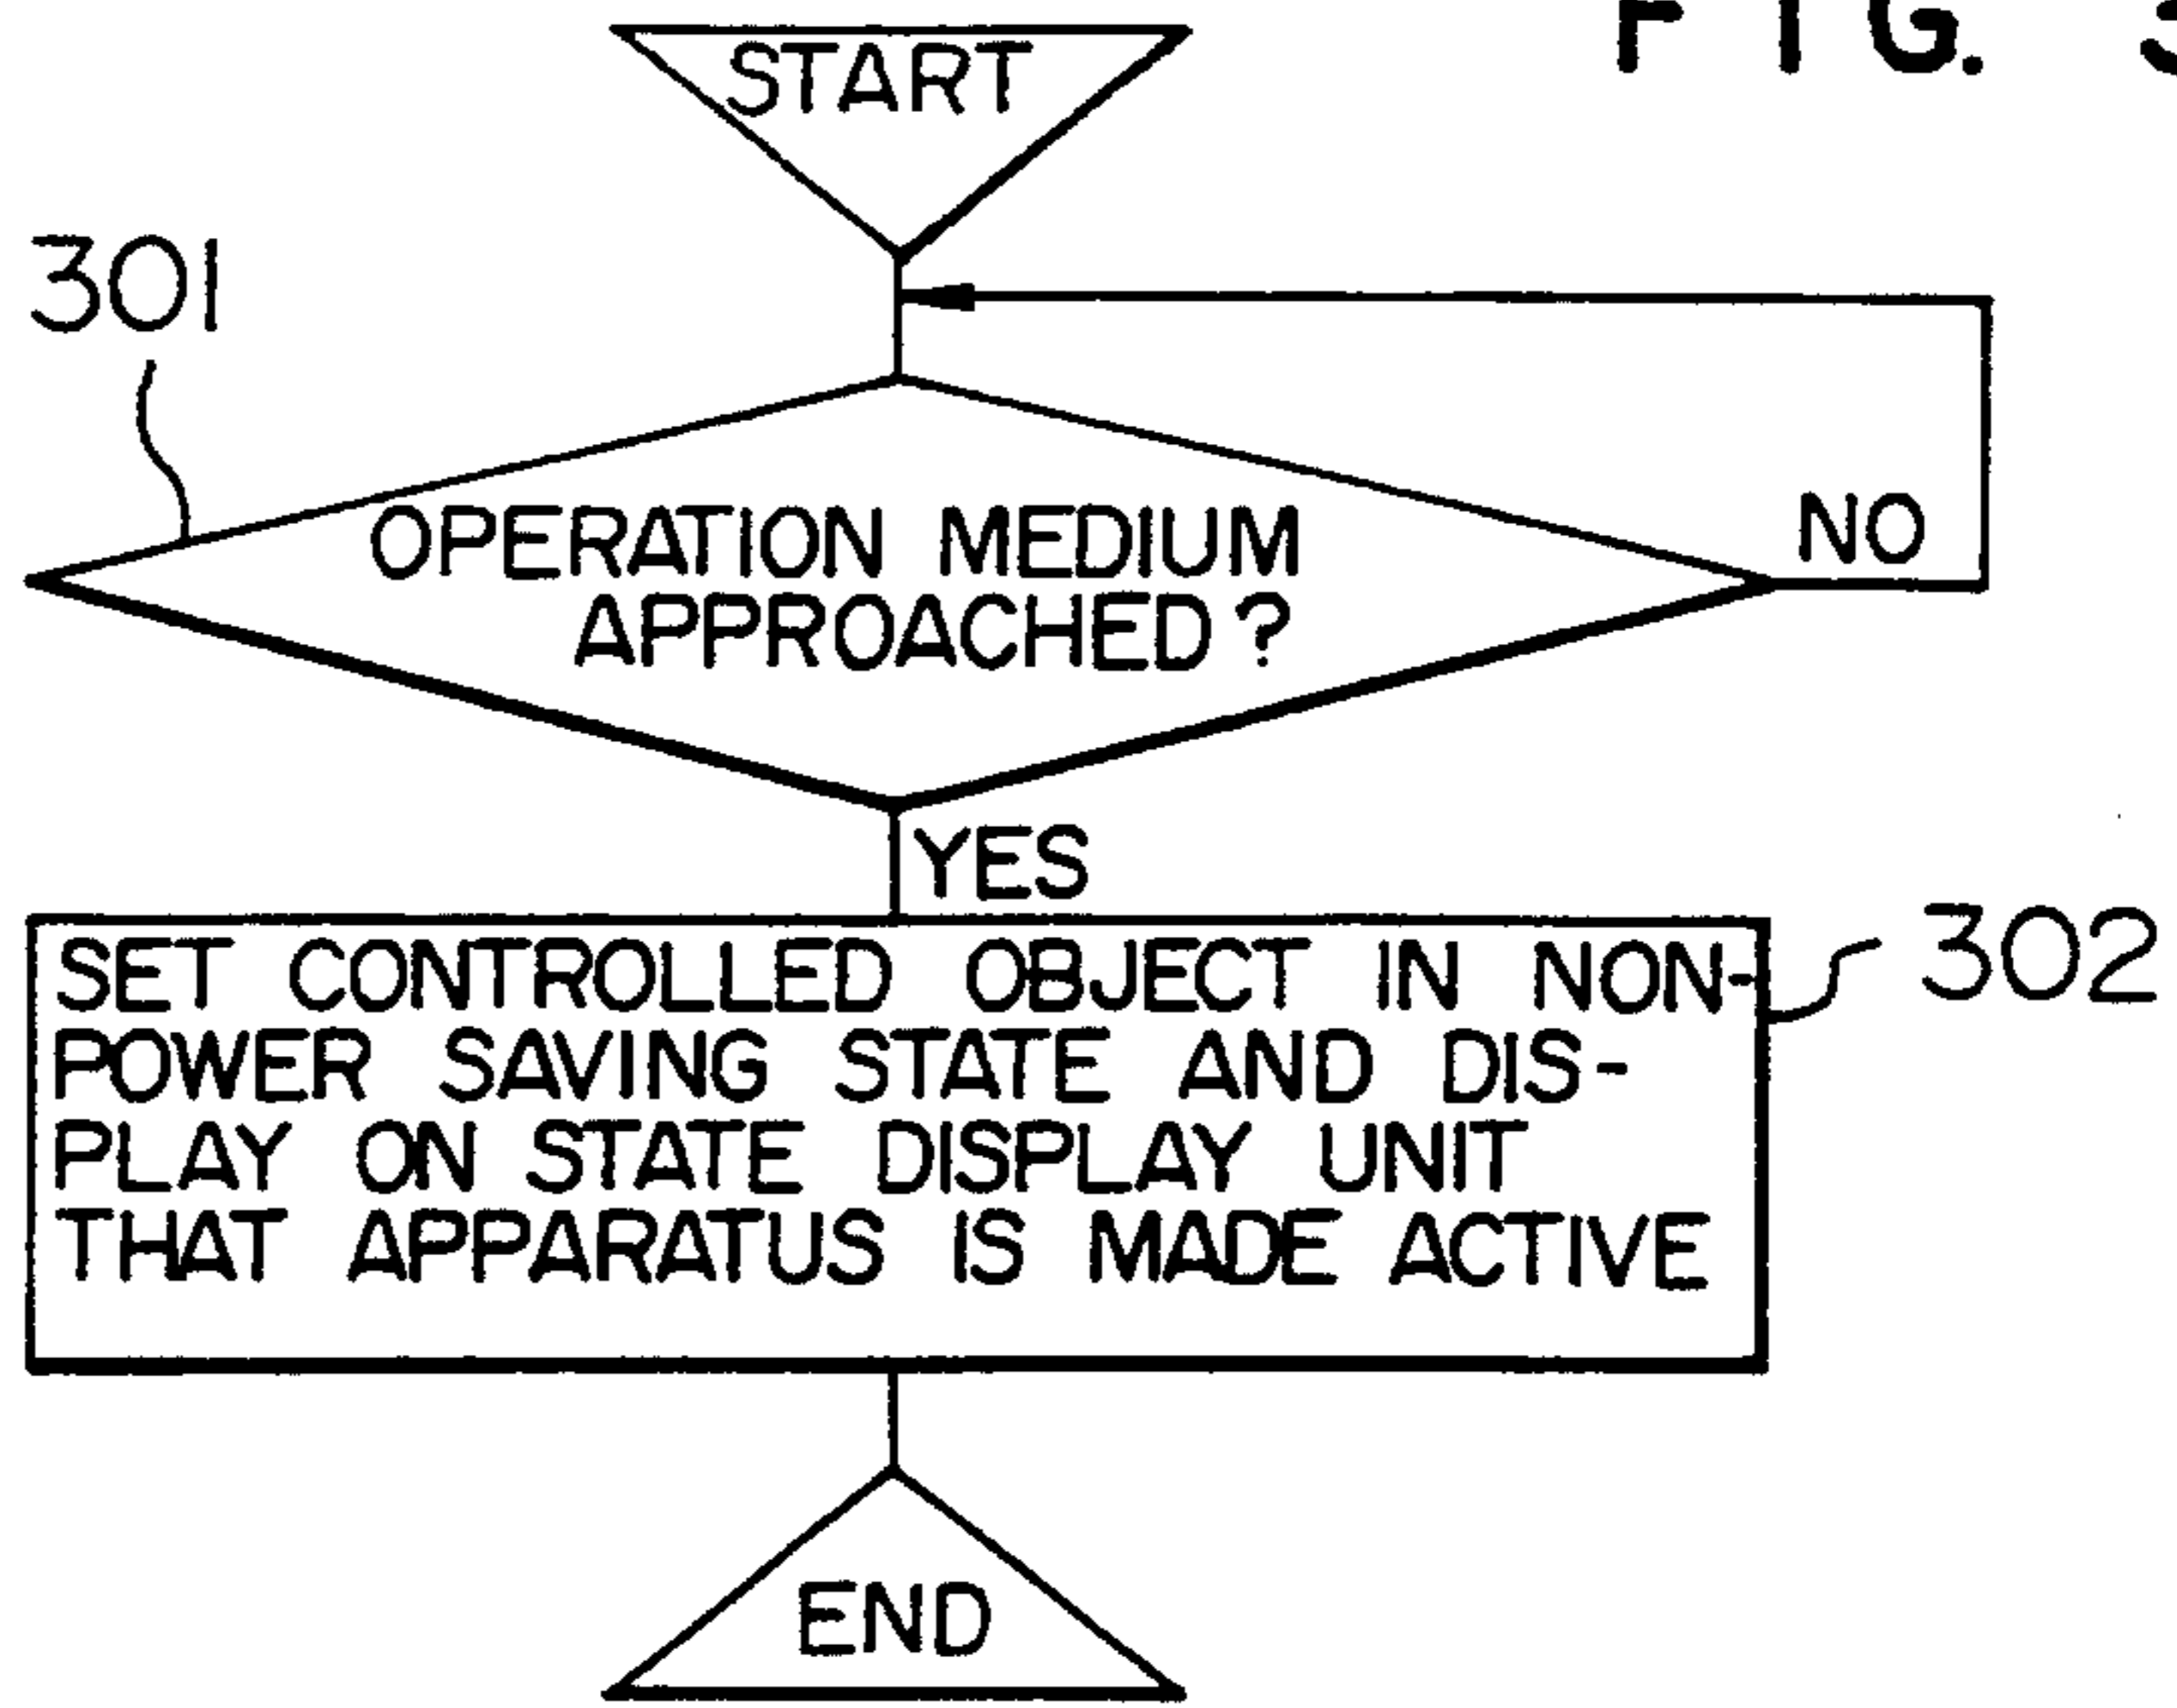 FIG.
START
301
OPERATION MEDIUM
APPROACHED?
NO
YES
SET CONTROLLED OBJECT IN NON-
POWER SAVING STATE AND DIS-
PLAY ON STATE DISPLAY UNIT
THAT APPARATUS IS MADE ACTIVE
302
END